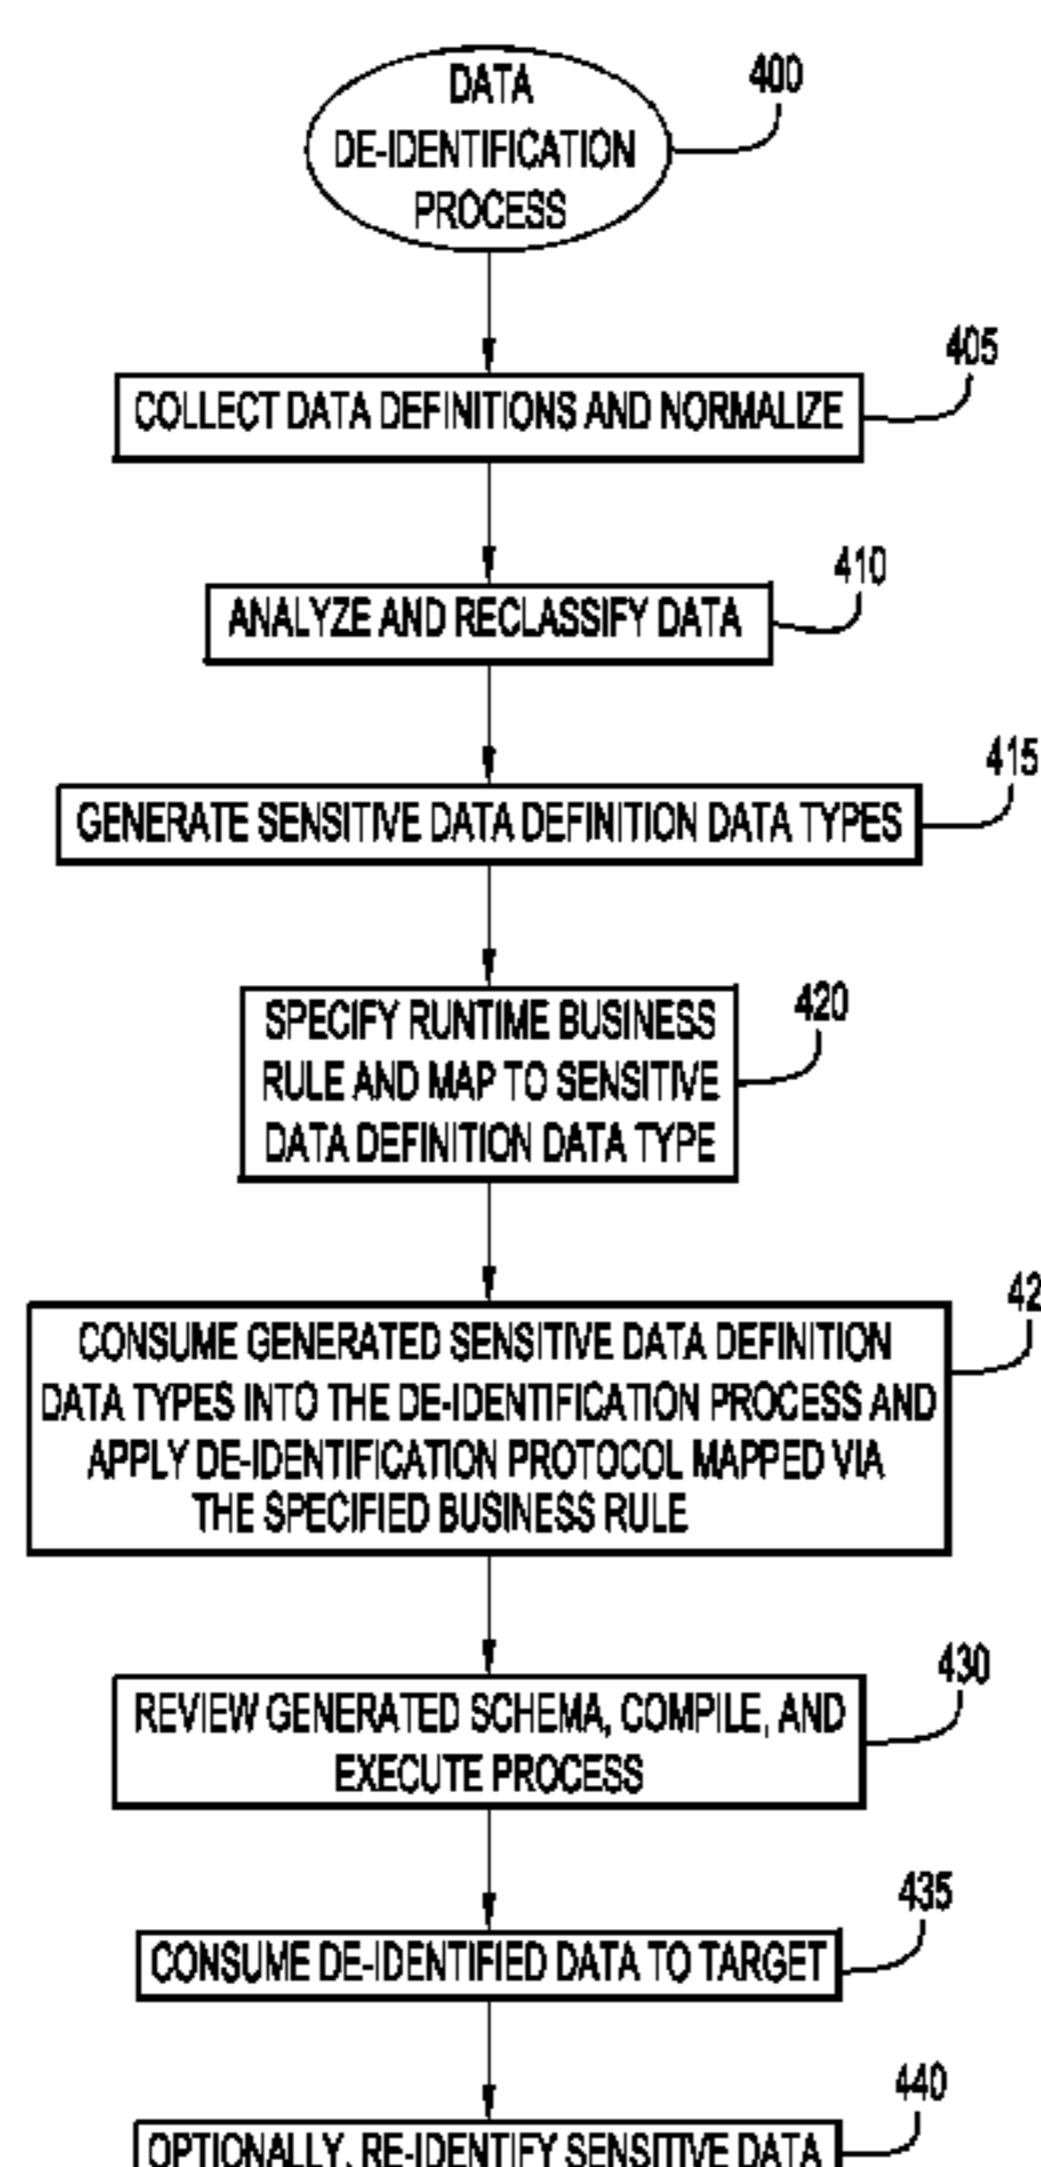 DATA
DE-IDENTIFICATION
PROCESS
400
405
COLLECT DATA DEFINITIONS AND NORMALIZE
410
ANALYZE AND RECLASSIFY DATA
415
GENERATE SENSITIVE DATA DEFINITION DATA TYPES
420
SPECIFY RUNTIME BUSINESS
RULE AND MAP TO SENSITIVE
DATA DEFINITION DATA TYPE
42
CONSUME GENERATED SENSITIVE DATA DEFINITION
DATA TYPES INTO THE DE-IDENTIFICATION PROCESS AND
APPLY DE-IDENTIFICATION PROTOCOL MAPPED VIA
THE SPECIFIED BUSINESS RULE
430
REVIEW GENERATED SCHEMA, COMPILE, AND
EXECUTE PROCESS
435
CONSUME DE-IDENTIFIED DATA TO TARGET
440
OPTIONALLY, RE-IDENTIFY SENSITIVE DATA